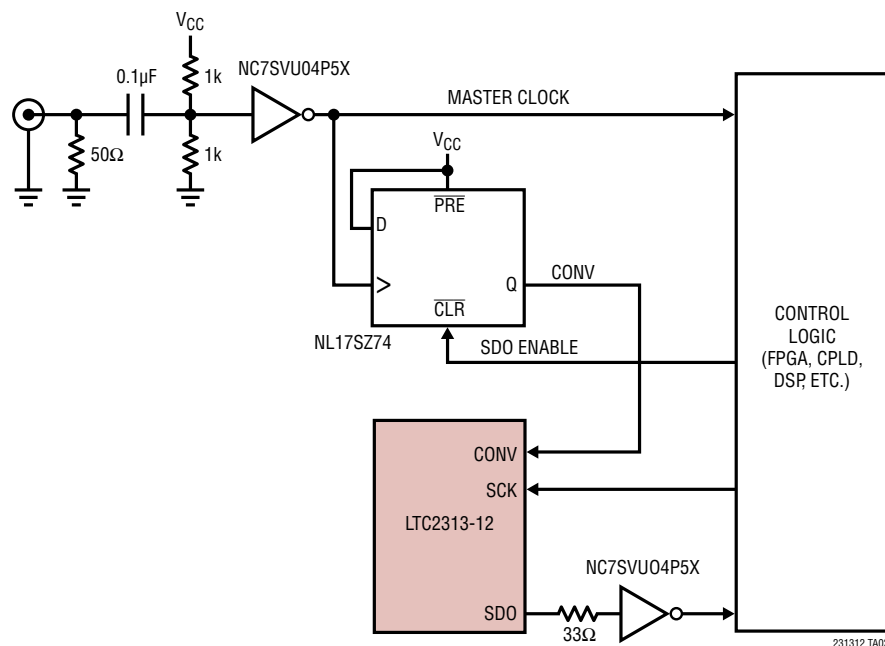 VCC
0.1µF
1k
NC7SVU04P5X
MASTER CLOCK
50Ω
1k
VCC
PRE
D
Q
CONV
CLR
NL17SZ74
SDO ENABLE
CONTROL
LOGIC
(FPGA, CPLD,
DSP, ETC.)
CONV
SCK
LTC2313-12
NC7SVUO4P5X
SDO
33Ω